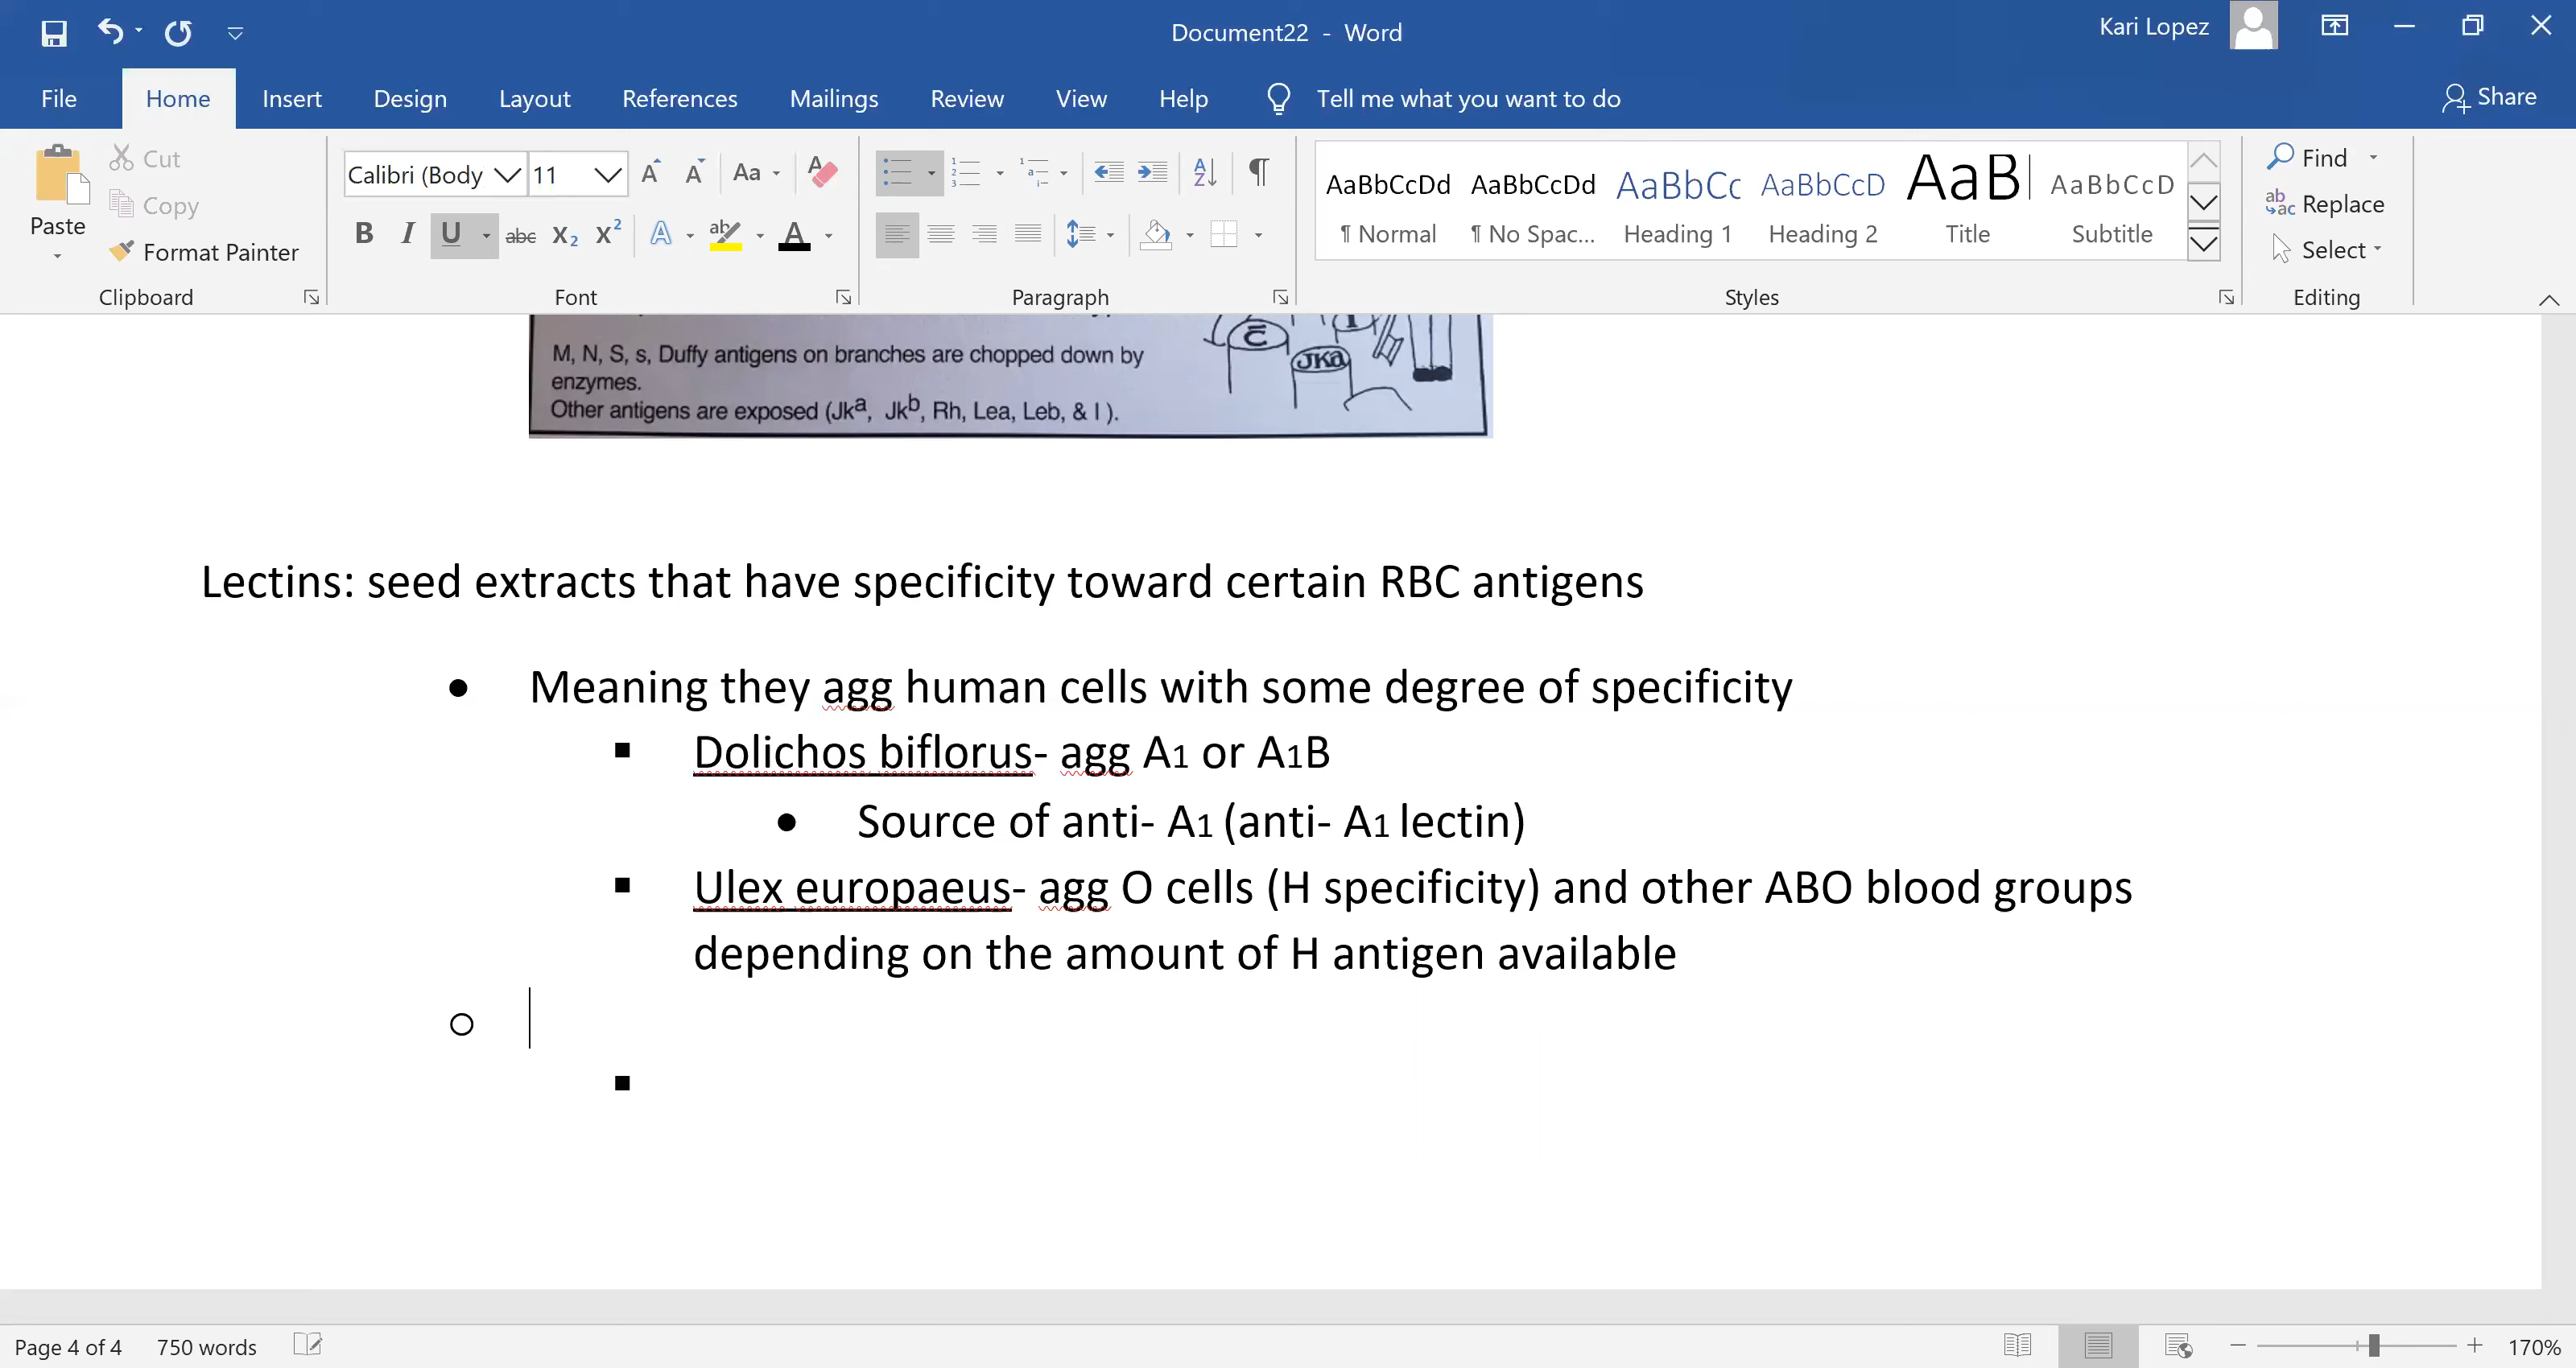 Document22 - Word
Kari Lopez
File Home Insert Design Layout References Mailings Review View Help Tell me what you want to do Share
Paste
Cut
Copy
Format Painter
Clipboard
Calibri (Body 11
Font
Paragraph
AaBbCcDd AaBbCcDd AaBbCc AaBbCcD AaB AaBbCcD
¶ Normal ¶ No Spac... Heading 1 Heading 2 Title Subtitle
Styles
Find
Replace
Select
Editing
M, N, S, s, Duffy antigens on branches are chopped down by
enzymes.
Other antigens are exposed (Jkᵃ, Jkᵇ, Rh, Lea, Leb, & I ).
JKa
Lectins: seed extracts that have specificity toward certain RBC antigens
● Meaning they agg human cells with some degree of specificity
▪ Dolichos biflorus- agg A1 or A1B
● Source of anti- A1 (anti- A1 lectin)
▪ Ulex europaeus- agg O cells (H specificity) and other ABO blood groups
depending on the amount of H antigen available
Page 4 of 4 750 words 170%